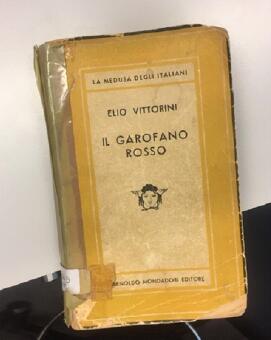 LA MEDUSA DEGLI ITALIANI
ELIO VITTORINI
IL GAROFANO
ROSSO
ARNOLDO MONDADORI EDITORE